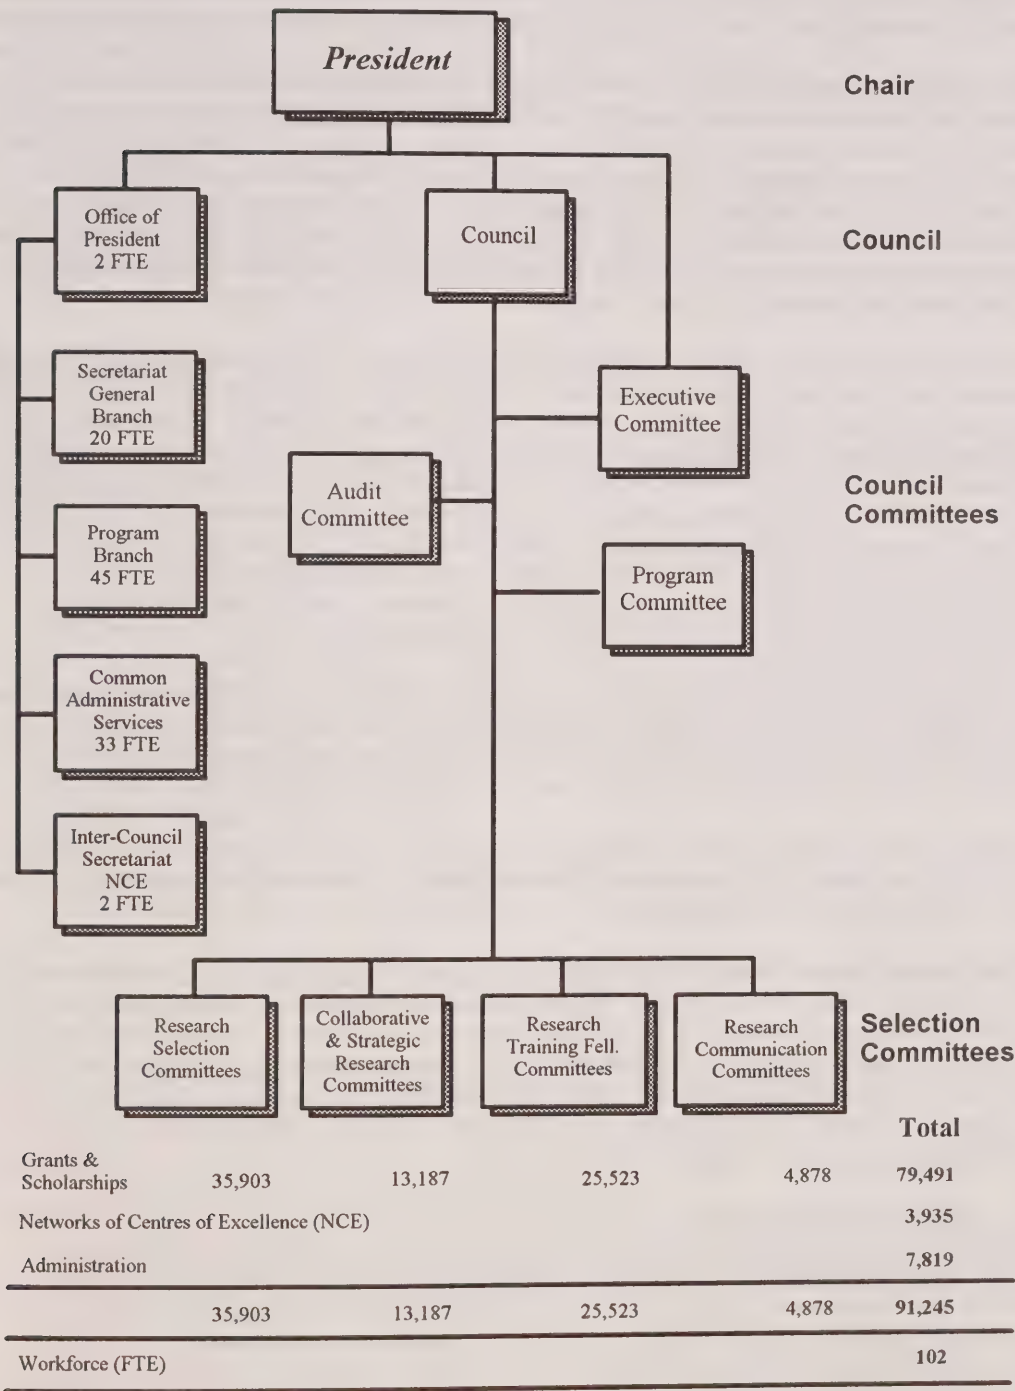 President
Chair
Office of
President
2 FTE
Council
Council
Secretariat
General
Branch
20 FTE
Executive
Committee
Audit
Committee
Council
Committees
Program
Branch
45 FTE
Program
Committee
Common
Administrative
Services
33 FTE
Inter-Council
Secretariat
NCE
2 FTE
Research
Selection
Committees
Collaborative
& Strategic
Research
Committees
Research
Training Fell.
Committees
Research
Communication
Committees
Selection
Committees
Total
Grants &
Scholarships 35,903 13,187 25,523 4,878 79,491
Networks of Centres of Excellence (NCE) 3,935
Administration 7,819
35,903 13,187 25,523 4,878 91,245
Workforce (FTE) 102